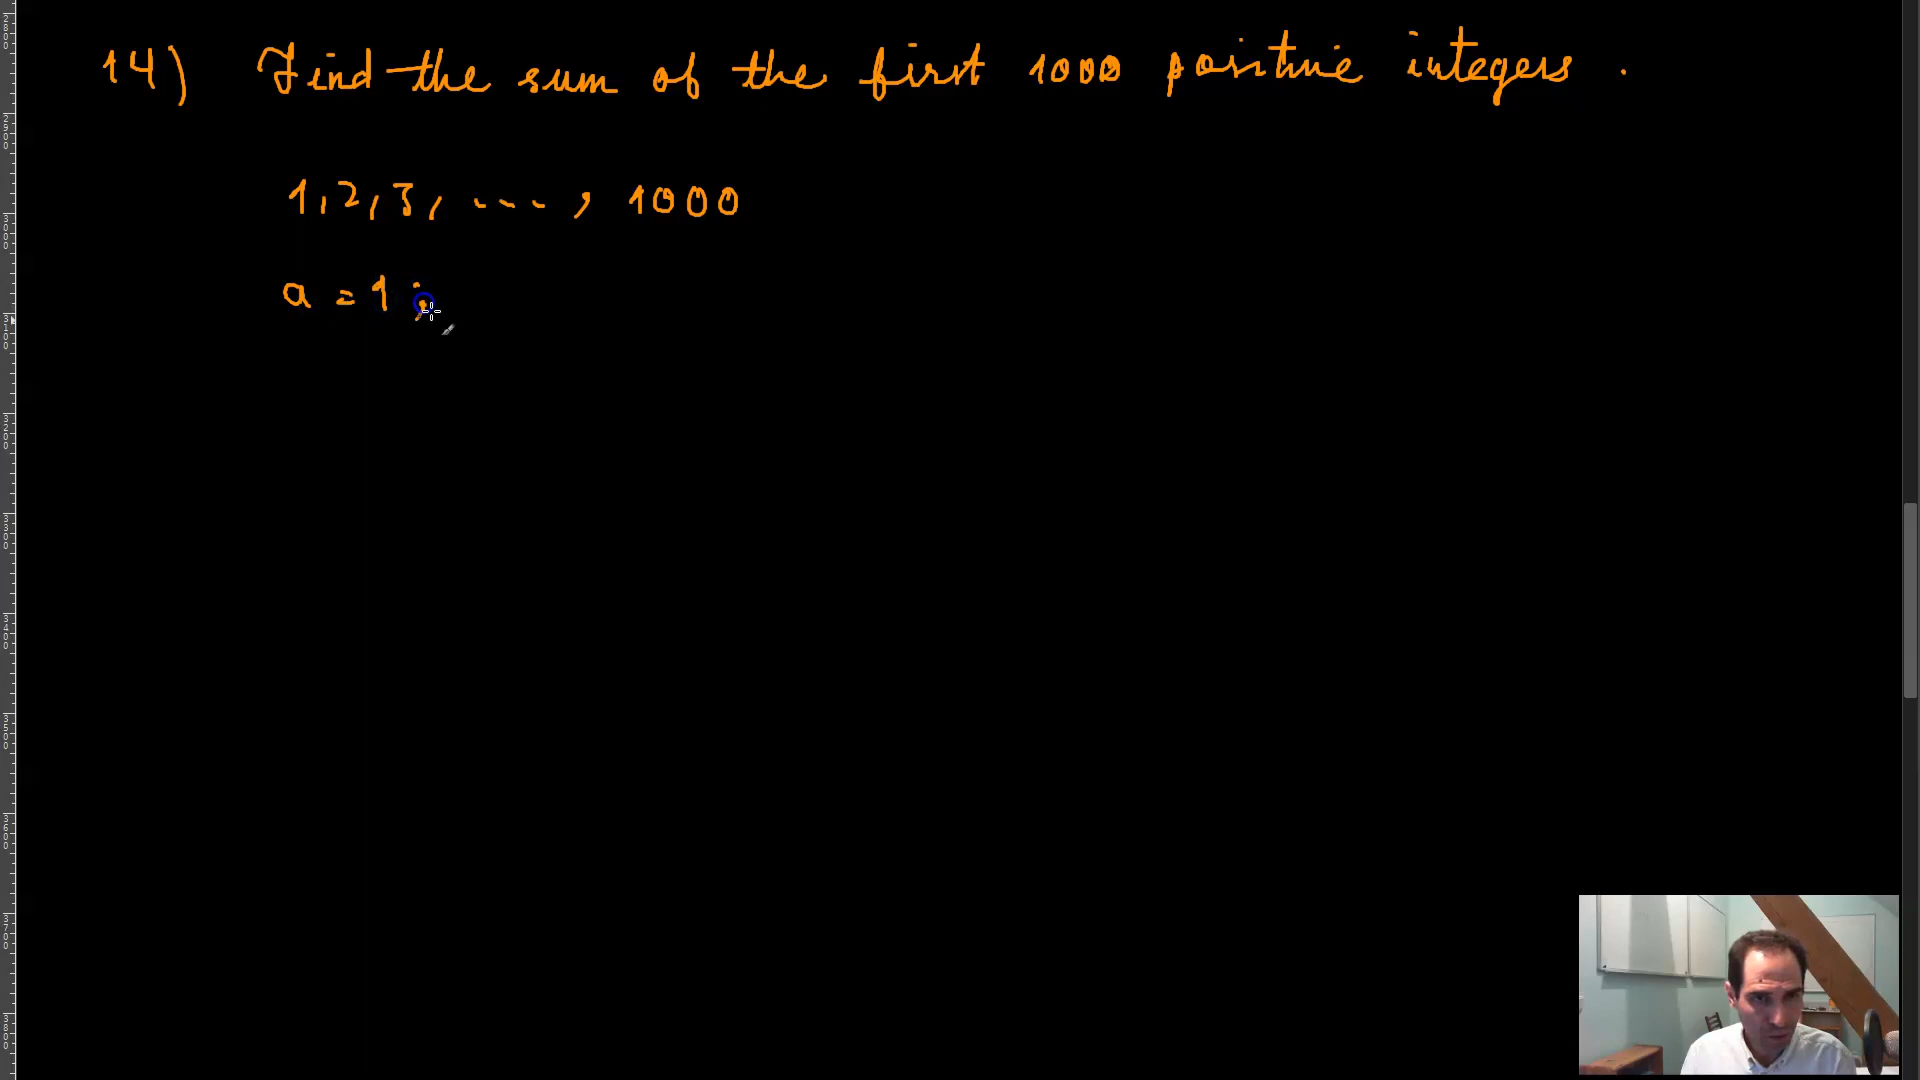 14) Find the sum of the first 1000 positive integers.
1, 2, 3, ..., 1000
a = 1 ;